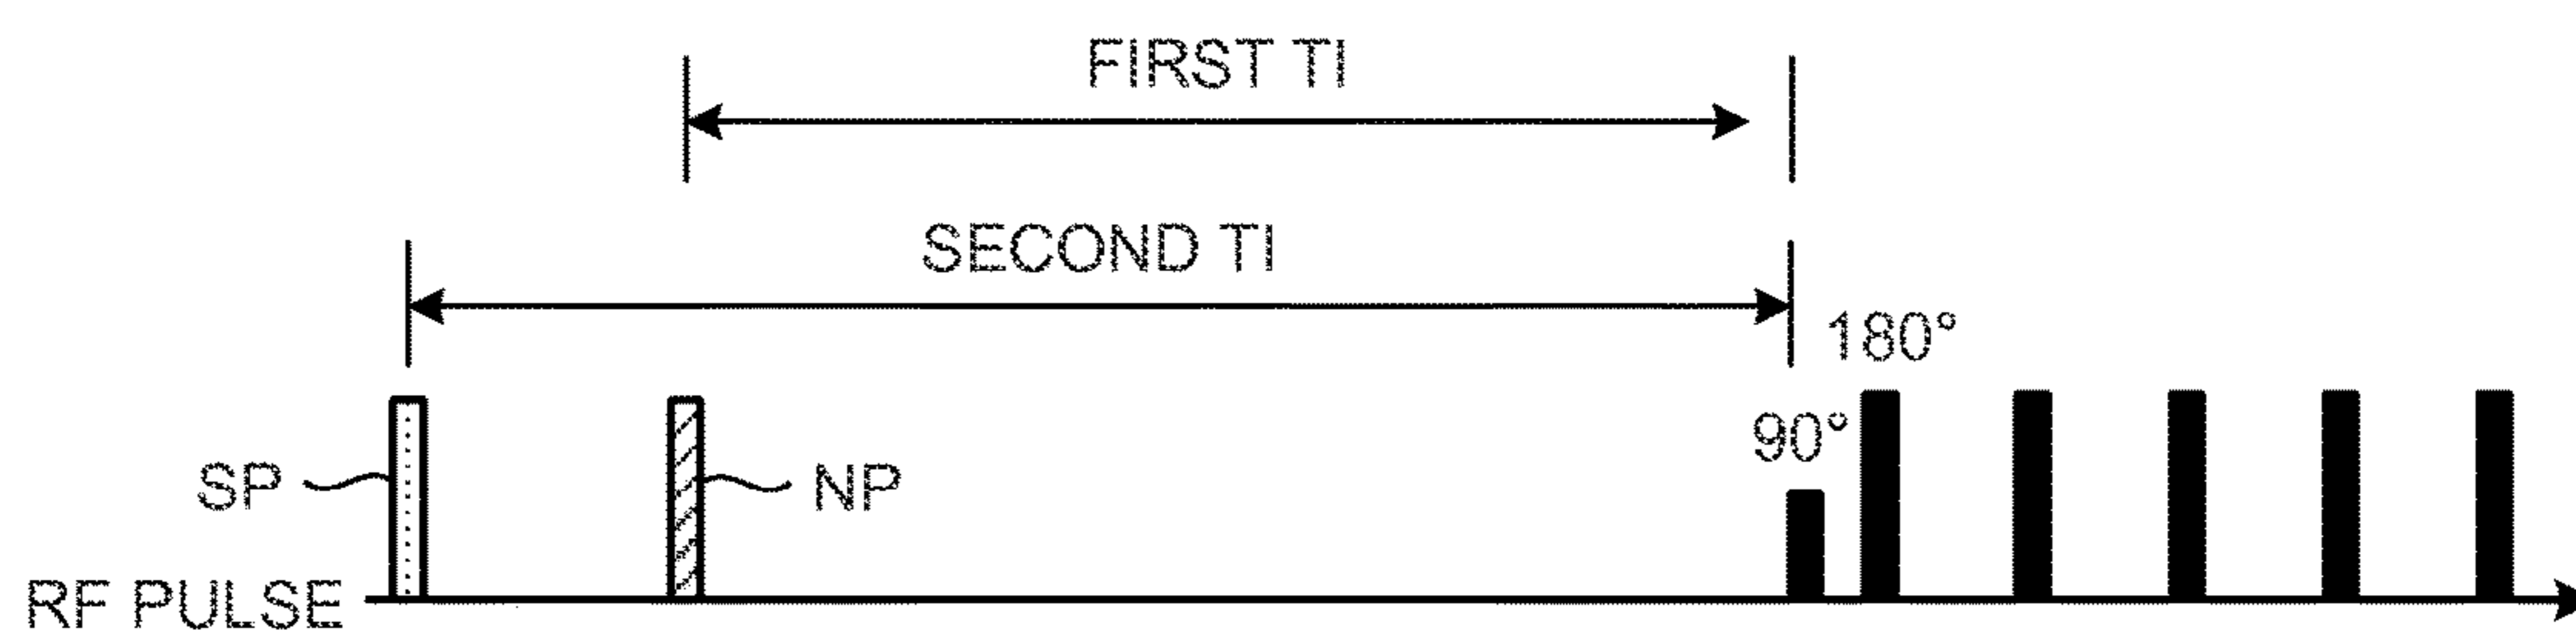 FIRST TI
SECOND TI
180°
90°
SP
NP
RF PULSE